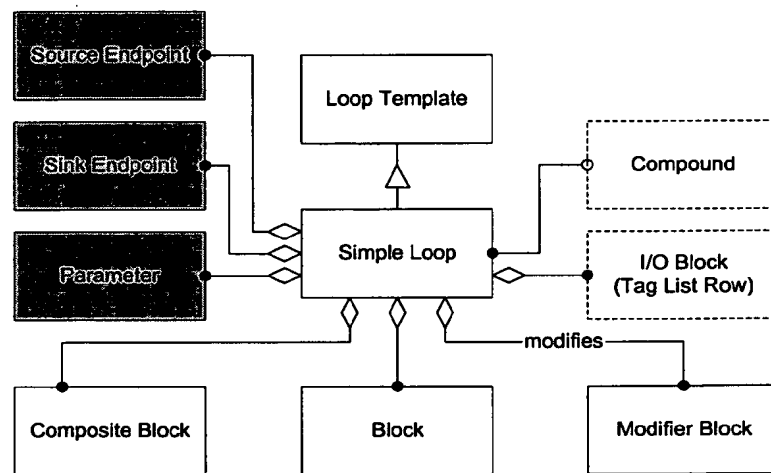 Source Endpoint
Loop Template
Sink Endpoint
Compound
Simple Loop
Parameter
I/O Block
(Tag List Row)
modifies
Composite Block
Block
Modifier Block